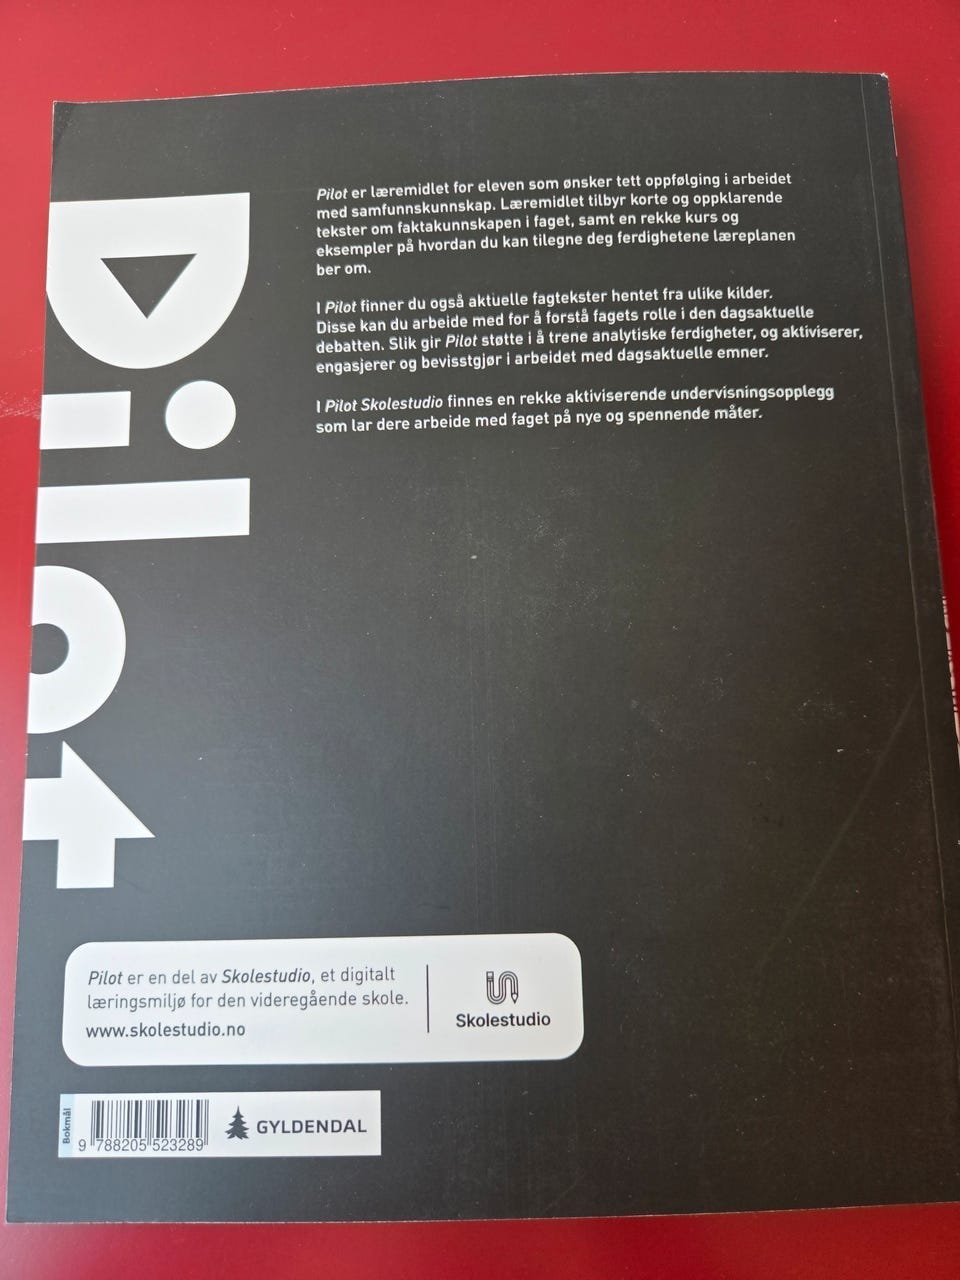 Pilot
Pilot er læremidlet for eleven som ønsker tett oppfølging i arbeidet
med samfunnskunnskap. Læremidlet tilbyr korte og oppklarende
tekster om faktakunnskapen i faget, samt en rekke kurs og
eksempler på hvordan du kan tilegne deg ferdighetene læreplanen
ber om.
I Pilot finner du også aktuelle fagtekster hentet fra ulike kilder.
Disse kan du arbeide med for å forstå fagets rolle i den dagsaktuelle
debatten. Slik gir Pilot støtte i å trene analytiske ferdigheter, og aktiviserer,
engasjerer og bevisstgjør i arbeidet med dagsaktuelle emner.
I Pilot Skolestudio finnes en rekke aktiviserende undervisningsopplegg
som lar dere arbeide med faget på nye og spennende måter.
Pilot er en del av Skolestudio, et digitalt
læringsmiljø for den videregående skole.
www.skolestudio.no
Skolestudio
Bokmål
9 788205 523289
GYLDENDAL